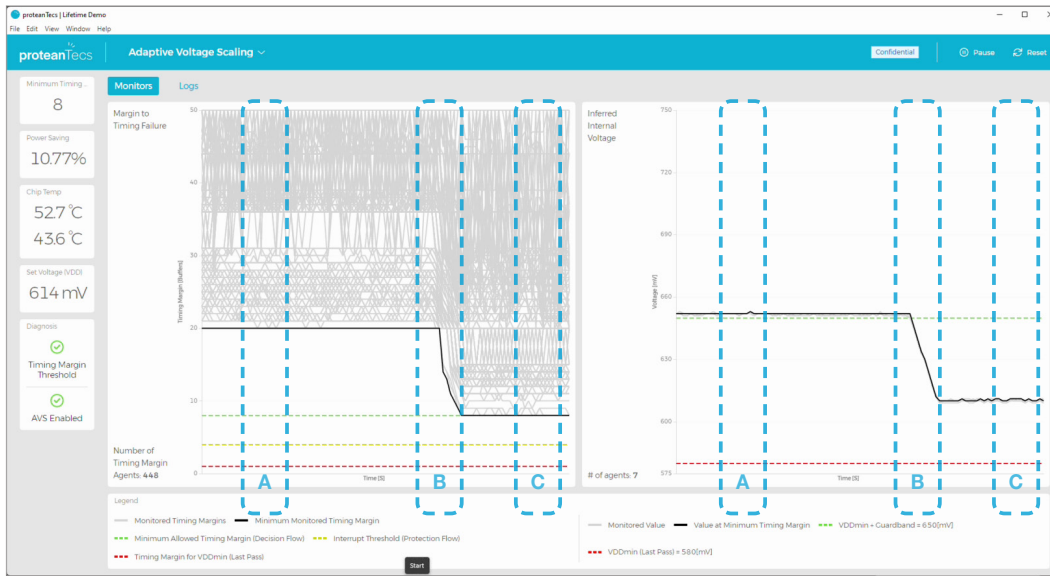 proteanTecs | Lifetime Demo
File Edit View Window Help
proteanTecs
Adaptive Voltage Scaling
Confidential
Pause
Reset
Minimum Timing...
8
Power Saving
10.77%
Chip Temp
52.7 °C
43.6 °C
Set Voltage (VDD)
614 mV
Diagnosis
Timing Margin
Threshold
AVS Enabled
Monitors
Logs
Margin to
Timing Failure
50
40
30
20
10
0
Timing Margin [Buffers]
Time [S]
Number of
Timing Margin
Agents: 448
A
B
C
Inferred
Internal
Voltage
750
720
690
660
630
600
575
Voltage [mV]
Time [S]
# of agents: 7
A
B
C
Legend
Monitored Timing Margins
Minimum Monitored Timing Margin
Minimum Allowed Timing Margin (Decision Flow)
Interrupt Threshold (Protection Flow)
Timing Margin for VDDmin (Last Pass)
Monitored Value
Value at Minimum Timing Margin
VDDmin + Guardband = 650[mV]
VDDmin (Last Pass) = 580[mV]
Start